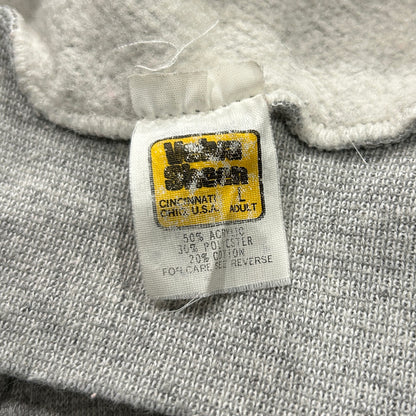 Velva
Sheen
CINCINNATI
OHIO, U.S.A.
L
ADULT
50% ACRYLIC
30% POLYESTER
20% COTTON
FOR CARE SEE REVERSE